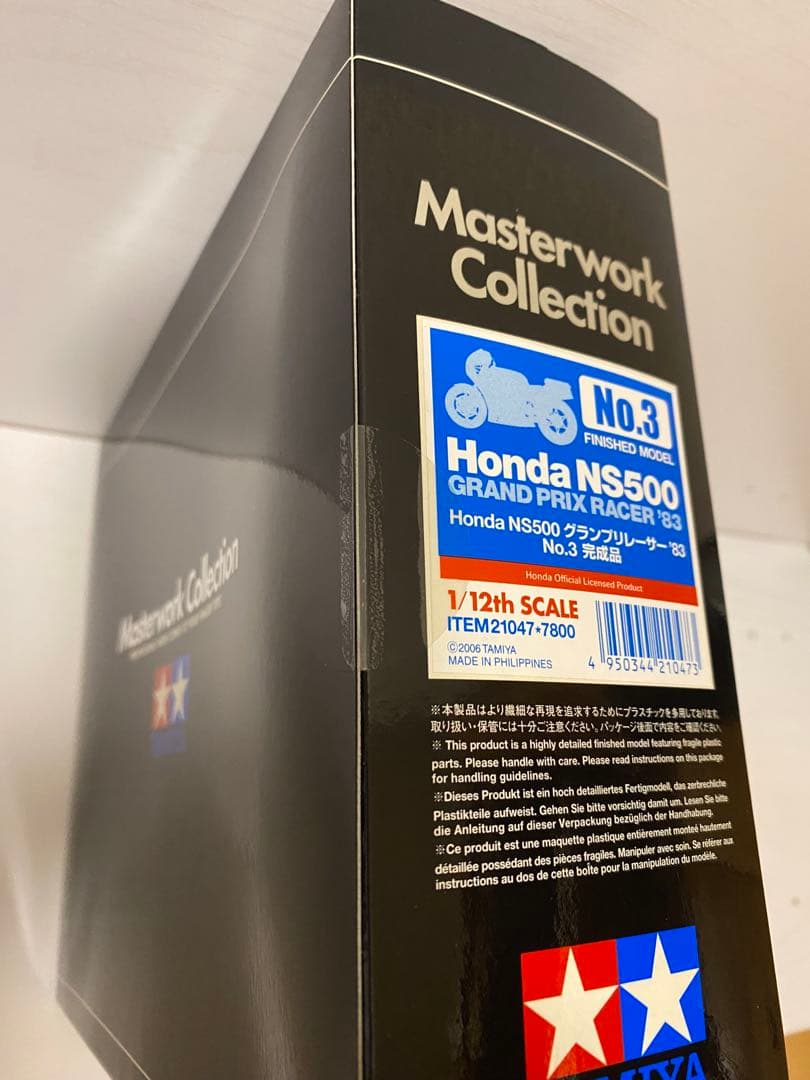 Masterwork
Collection
No.3
FINISHED MODEL
Honda NS500
GRAND PRIX RACER '83
Honda NS500 グランプリレーサー '83
No.3 完成品
Honda Official Licensed Product
1/12th SCALE
ITEM 21047★7800
©2006 TAMIYA
MADE IN PHILIPPINES
4 950344 210473
※本製品はより繊細な再現を追求するためにプラスチックを多用しております。
取り扱い・保管には十分ご注意ください。パッケージ後面で内容をご確認ください。
※ This product is a highly detailed finished model featuring fragile plastic
parts. Please handle with care. Please read instructions on this package
for handling guidelines.
※Dieses Produkt ist ein hoch detailliertes Fertigmodell, das zerbrechliche
Plastikteile aufweist. Gehen Sie bitte vorsichtig damit um. Lesen Sie bitte
die Anleitung auf dieser Verpackung bezüglich der Handhabung.
※Ce produit est une maquette plastique entièrement monteé hautement
détaillée possédant des pièces fragiles. Manipuler avec soin. Se référer aux
instructions au dos de cette boîte pour la manipulation du modèle.
Masterwork Collection